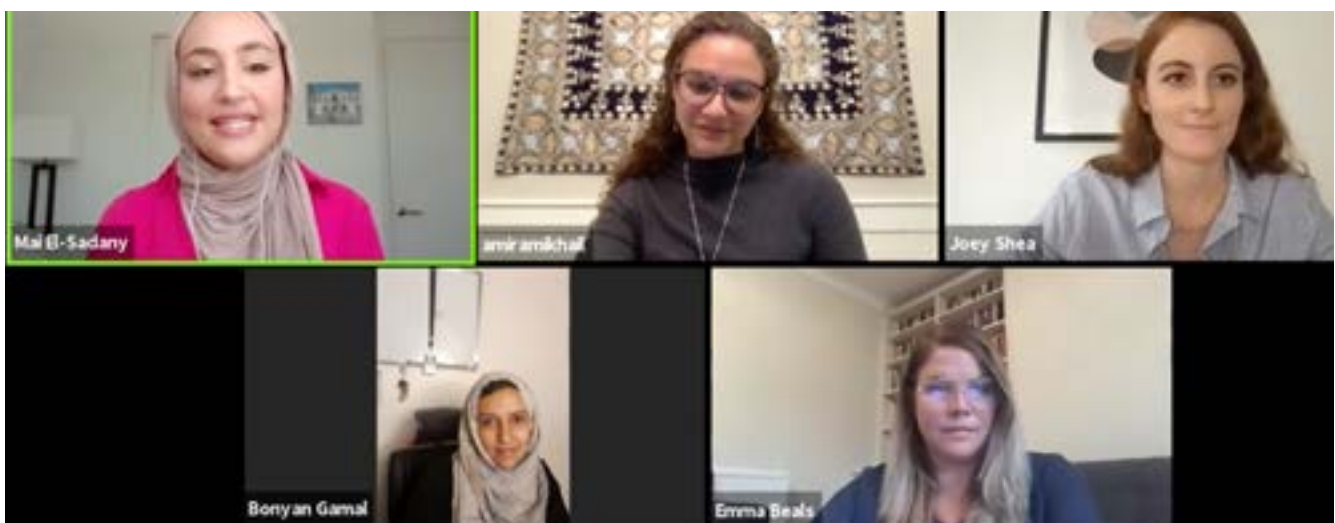 Mai El-Sadany
amiramikhail
Joey Shea
Bonyan Gamal
Emma Beals